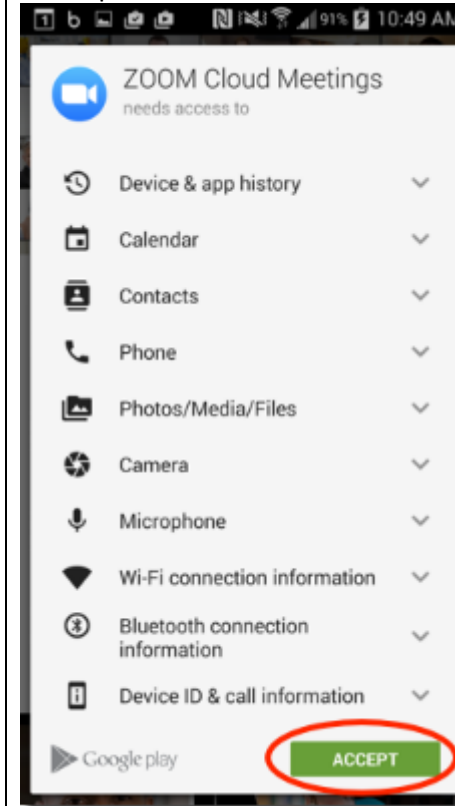 1 b N 91% 10:49 AM
ZOOM Cloud Meetings
needs access to
Device & app history
Calendar
Contacts
Phone
Photos/Media/Files
Camera
Microphone
Wi-Fi connection information
Bluetooth connection
information
Device ID & call information
Google play
ACCEPT